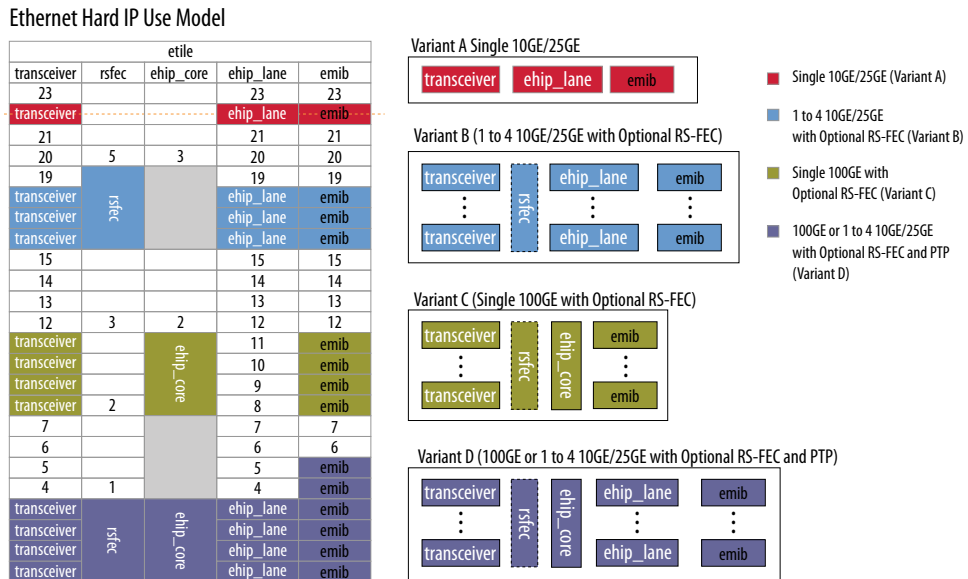 Ethernet Hard IP Use Model
etile
transceiver rsfec ehip_core ehip_lane emib
23 23 23
transceiver ehip_lane emib
21 21 21
20 5 3 20 20
19 19 19
transceiver rsfec ehip_lane emib
transceiver ehip_lane emib
transceiver ehip_lane emib
15 15 15
14 14 14
13 13 13
12 3 2 12 12
transceiver ehip_core 11 emib
transceiver 10 emib
transceiver 9 emib
transceiver 2 8 emib
7 7 7
6 6 6
5 5 emib
4 1 4 emib
transceiver rsfec ehip_core ehip_lane emib
transceiver ehip_lane emib
transceiver ehip_lane emib
transceiver ehip_lane emib
Variant A Single 10GE/25GE
transceiver ehip_lane emib
Variant B (1 to 4 10GE/25GE with Optional RS-FEC)
transceiver rsfec ehip_lane emib
transceiver ehip_lane emib
Variant C (Single 100GE with Optional RS-FEC)
transceiver rsfec ehip_core emib
transceiver emib
Variant D (100GE or 1 to 4 10GE/25GE with Optional RS-FEC and PTP)
transceiver rsfec ehip_core ehip_lane emib
transceiver ehip_lane emib
Single 10GE/25GE (Variant A)
1 to 4 10GE/25GE
with Optional RS-FEC (Variant B)
Single 100GE with
Optional RS-FEC (Variant C)
100GE or 1 to 4 10GE/25GE
with Optional RS-FEC and PTP
(Variant D)